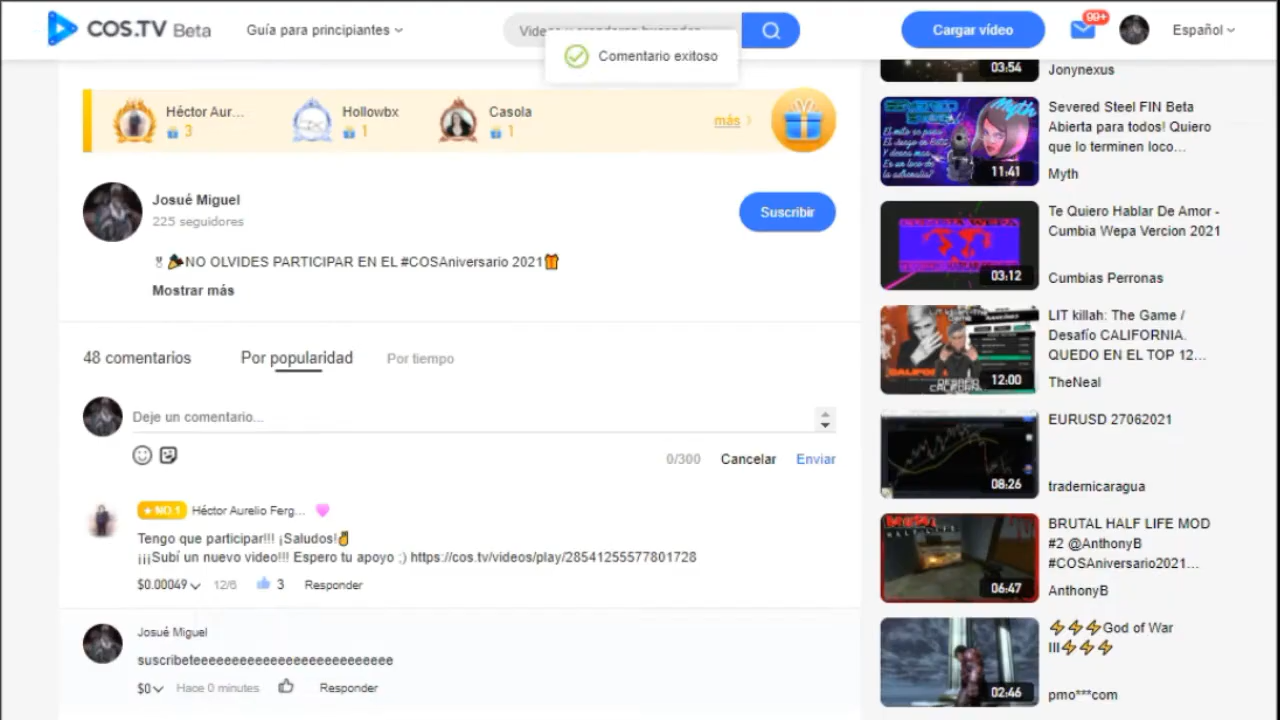 COS.TV Beta
Guía para principiantes
Cargar vídeo
99+
Español
Comentario exitoso
Héctor Aur...
3
Hollowbx
1
Casola
1
más
Josué Miguel
225 seguidores
Suscribir
NO OLVIDES PARTICIPAR EN EL #COSAniversario 2021
Mostrar más
48 comentarios
Por popularidad
Por tiempo
Deje un comentario...
0/300
Cancelar
Enviar
NO.1
Héctor Aurelio Ferg...
Tengo que participar!!! ¡Saludos!
¡¡¡Subí un nuevo video!!! Espero tu apoyo ;) https://cos.tv/videos/play/28541255577801728
$0.00049
12/6
3
Responder
Josué Miguel
suscribeteeeeeeeeeeeeeeeeeeeeeeeeee
$0
Hace 0 minutes
Responder
03:54
Jonynexus
Myth
11:41
Severed Steel FIN Beta
Abierta para todos! Quiero
que lo terminen loco...
Myth
03:12
Te Quiero Hablar De Amor -
Cumbia Wepa Vercion 2021
Cumbias Perronas
12:00
LIT killah: The Game /
Desafío CALIFORNIA.
QUEDO EN EL TOP 12...
TheNeal
08:26
EURUSD 27062021
tradernicaragua
06:47
BRUTAL HALF LIFE MOD
#2 @AnthonyB
#COSAniversario2021...
AnthonyB
02:46
God of War
III
pmo***com